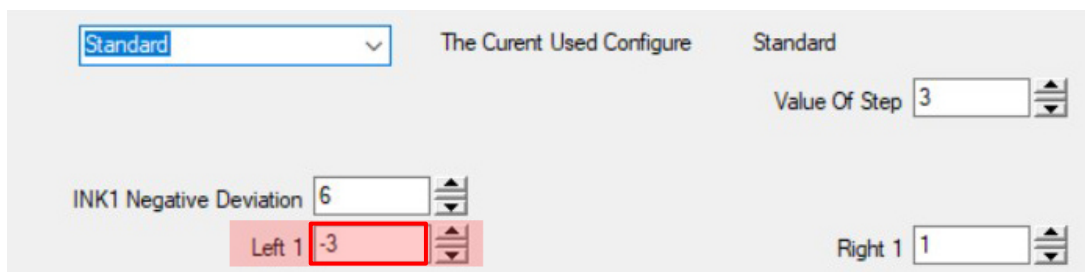 Standard The Curent Used Configure Standard
Value Of Step 3
INK1 Negative Deviation 6
Left 1 -3 Right 1 1